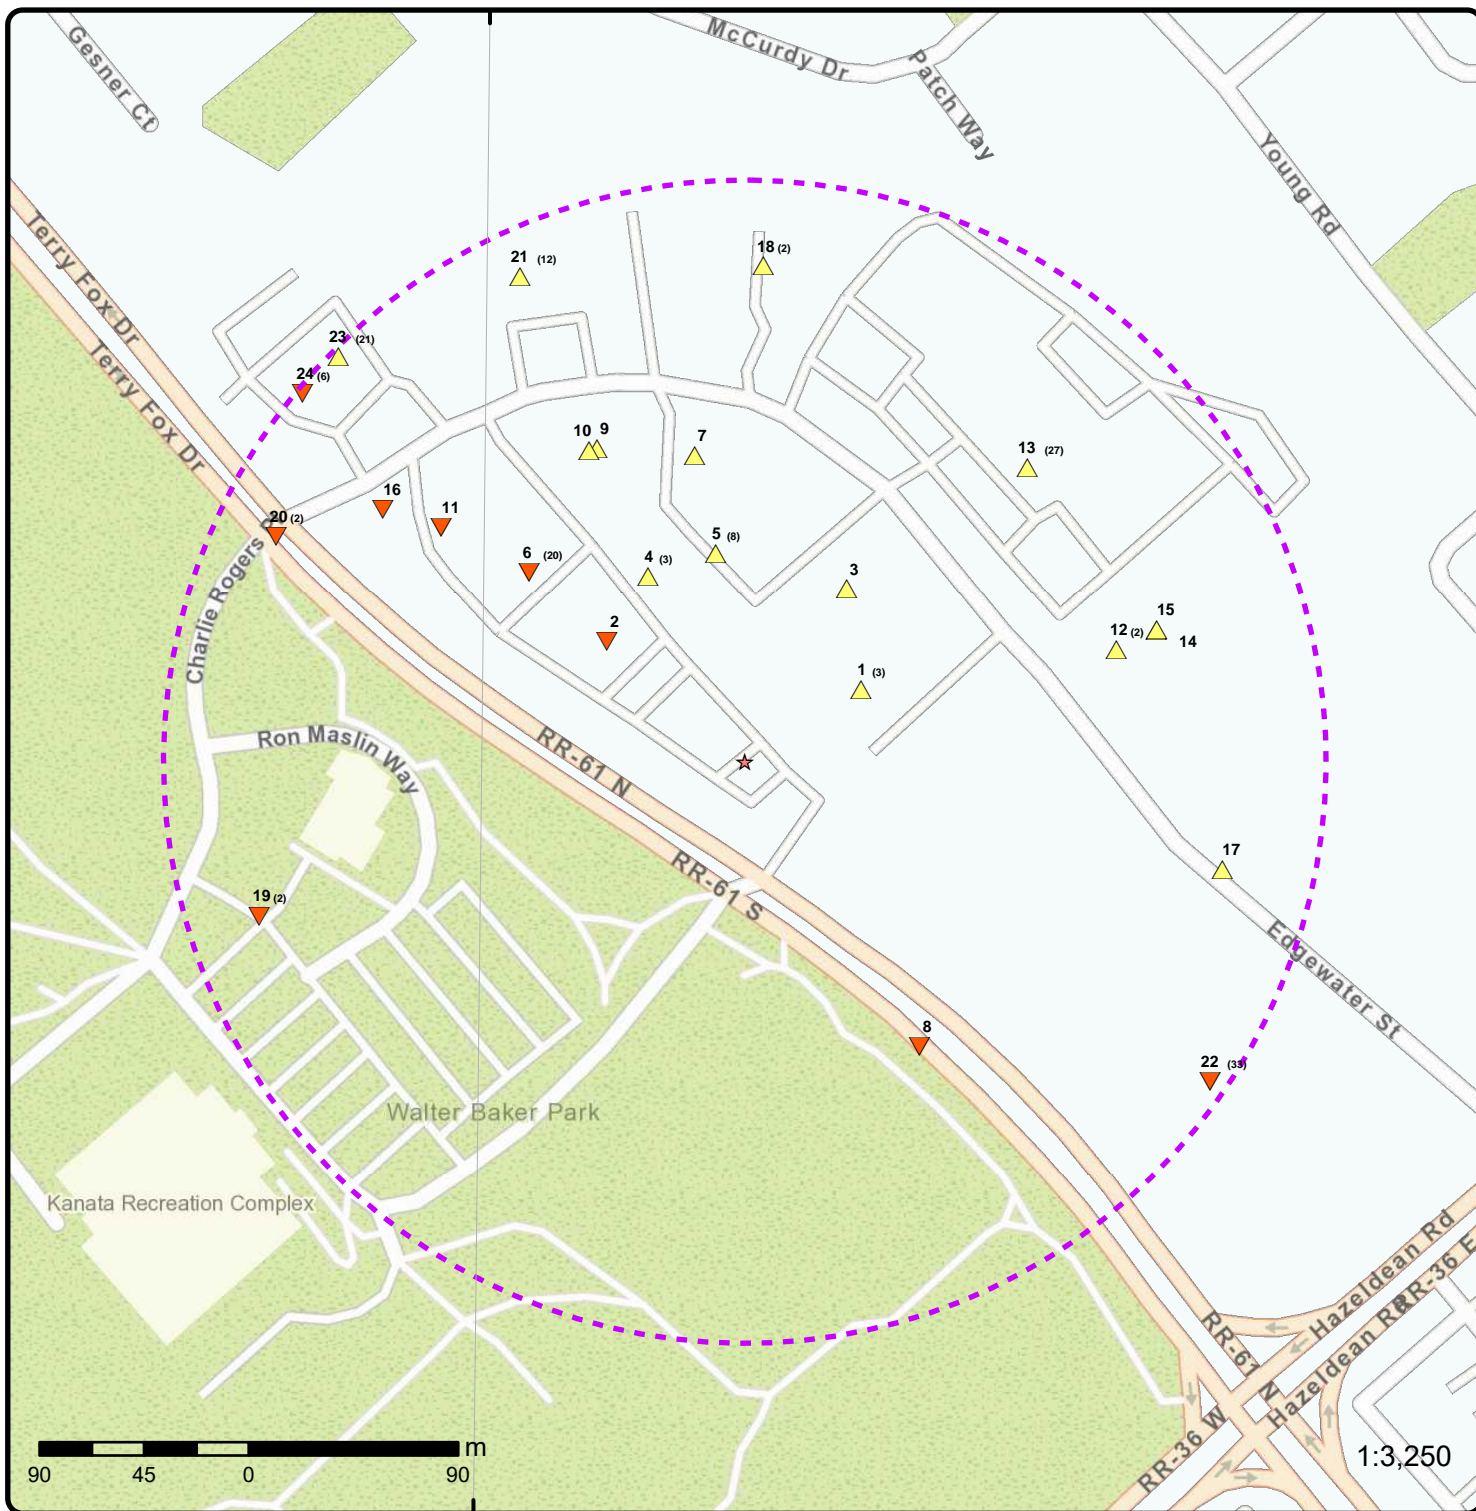 Gesner Ct
McCurdy Dr
Patch Way
Young Rd
Terry Fox Dr
Terry Fox Dr
18 (2)
21 (12)
23 (21)
24 (6)
10
9
7
13 (27)
16
11
20 (2)
6 (20)
4 (3)
5 (8)
3
2
15
12 (2)
14
1 (3)
Charlie Rogers
Ron Maslin Way
RR-61 N
RR-61 S
17
19 (2)
Edgewater St
8
22 (33)
Walter Baker Park
Kanata Recreation Complex
Hazeldean Rd
RR-36 E
Hazeldean Rd
RR-61 N
Hazeldean Rd
RR-36 W
m
90 45 0 90
1:3,250